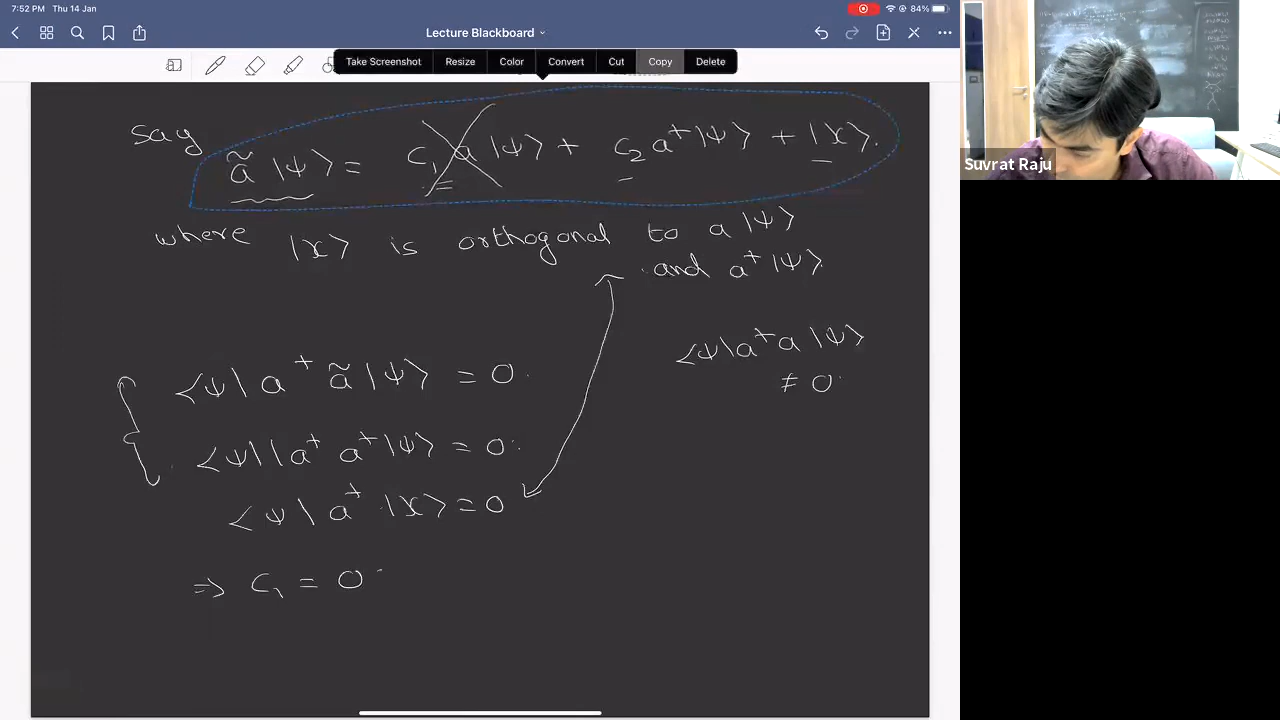 7:52 PM Thu 14 Jan
84%
Lecture Blackboard
Take Screenshot Resize Color Convert Cut Copy Delete
say
ã |ψ⟩ = c₁ a |ψ⟩ + c₂ a⁺ |ψ⟩ + |χ⟩.
where |χ⟩ is orthogonal to a |ψ⟩
and a⁺ |ψ⟩.
⟨ψ| a⁺ a |ψ⟩
≠ 0.
⟨ψ| a⁺ ã |ψ⟩ = 0.
⟨ψ| |a⁺ a⁺ |ψ⟩ = 0.
⟨ψ| a⁺ |χ⟩ = 0
⇒ c₁ = 0.
Suvrat Raju